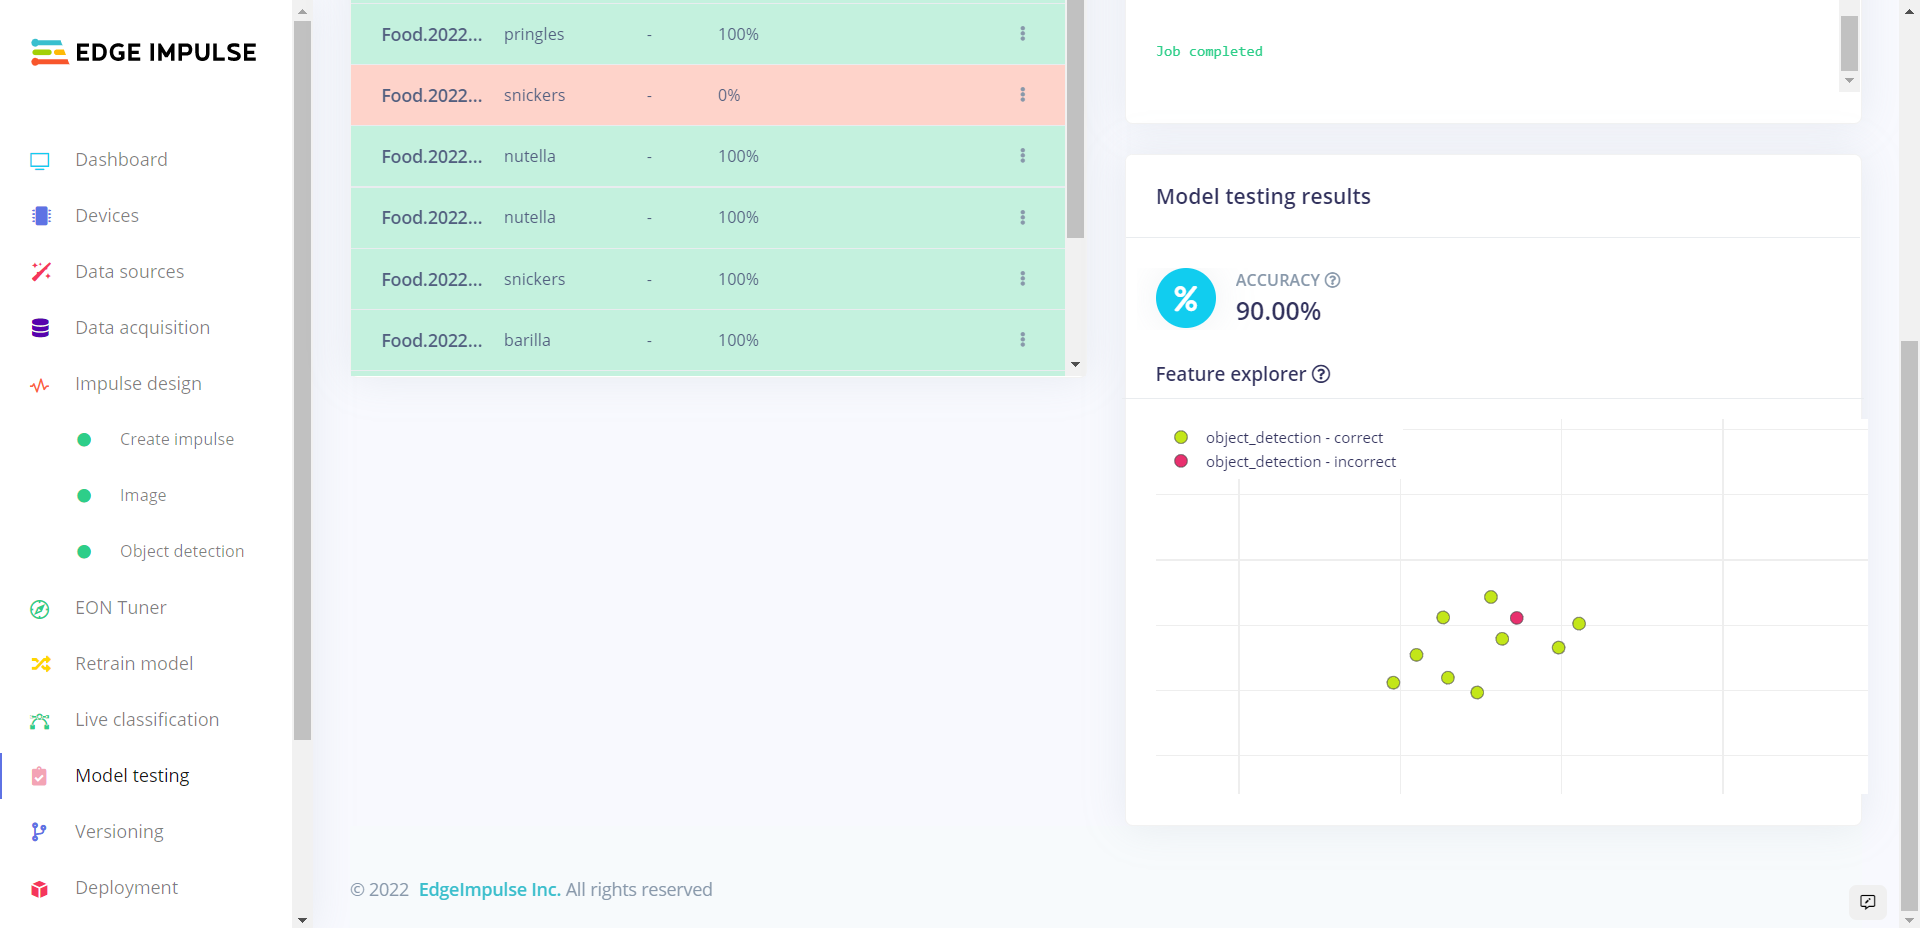 EDGE IMPULSE
Dashboard
Devices
Data sources
Data acquisition
Impulse design
Create impulse
Image
Object detection
EON Tuner
Retrain model
Live classification
Model testing
Versioning
Deployment
Food.2022... pringles - 100%
Food.2022... snickers - 0%
Food.2022... nutella - 100%
Food.2022... nutella - 100%
Food.2022... snickers - 100%
Food.2022... barilla - 100%
Job completed
Model testing results
%
ACCURACY ?
90.00%
Feature explorer ?
object_detection - correct
object_detection - incorrect
© 2022 EdgeImpulse Inc. All rights reserved